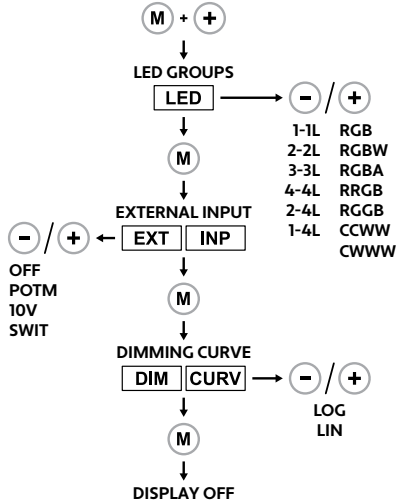 M + +
LED GROUPS
LED
- / +
1-1L RGB
2-2L RGBW
3-3L RGBA
4-4L RRGB
2-4L RGGB
1-4L CCWW
CWWW
M
EXTERNAL INPUT
- / +
EXT INP
OFF
POTM
10V
SWIT
M
DIMMING CURVE
DIM CURV
- / +
LOG
LIN
M
DISPLAY OFF